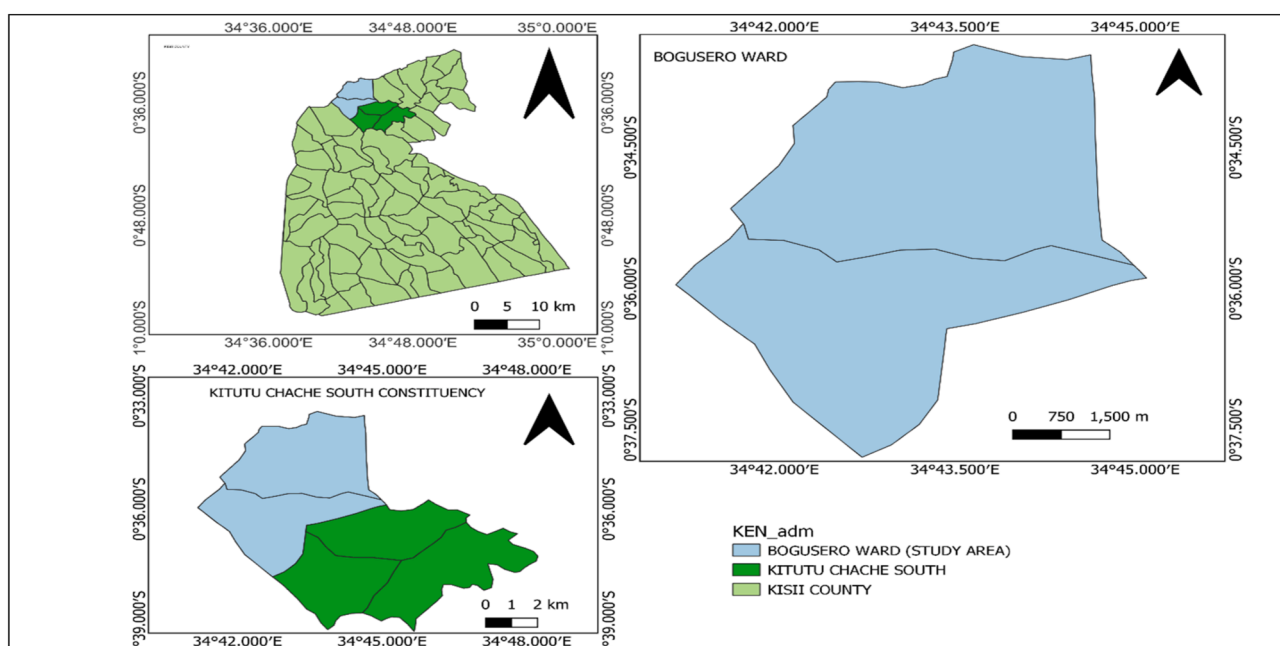 34°36.000′E 34°48.000′E 35°0.000′E
0°36.000′S
0°48.000′S
1°0.000′S
0°36.000′S
0°48.000′S
1°0.000′S
0 5 10 km
34°36.000′E 34°48.000′E 35°0.000′E
34°42.000′E 34°45.000′E 34°48.000′E
KITUTU CHACHE SOUTH CONSTITUENCY
0°33.000′S
0°36.000′S
0°39.000′S
0°33.000′S
0°36.000′S
0°39.000′S
0 1 2 km
34°42.000′E 34°45.000′E 34°48.000′E
34°42.000′E 34°43.500′E 34°45.000′E
BOGUSERO WARD
0°34.500′S
0°36.000′S
0°37.500′S
0°34.500′S
0°36.000′S
0°37.500′S
0 750 1,500 m
34°42.000′E 34°43.500′E 34°45.000′E
KEN_adm
BOGUSERO WARD (STUDY AREA)
KITUTU CHACHE SOUTH
KISII COUNTY